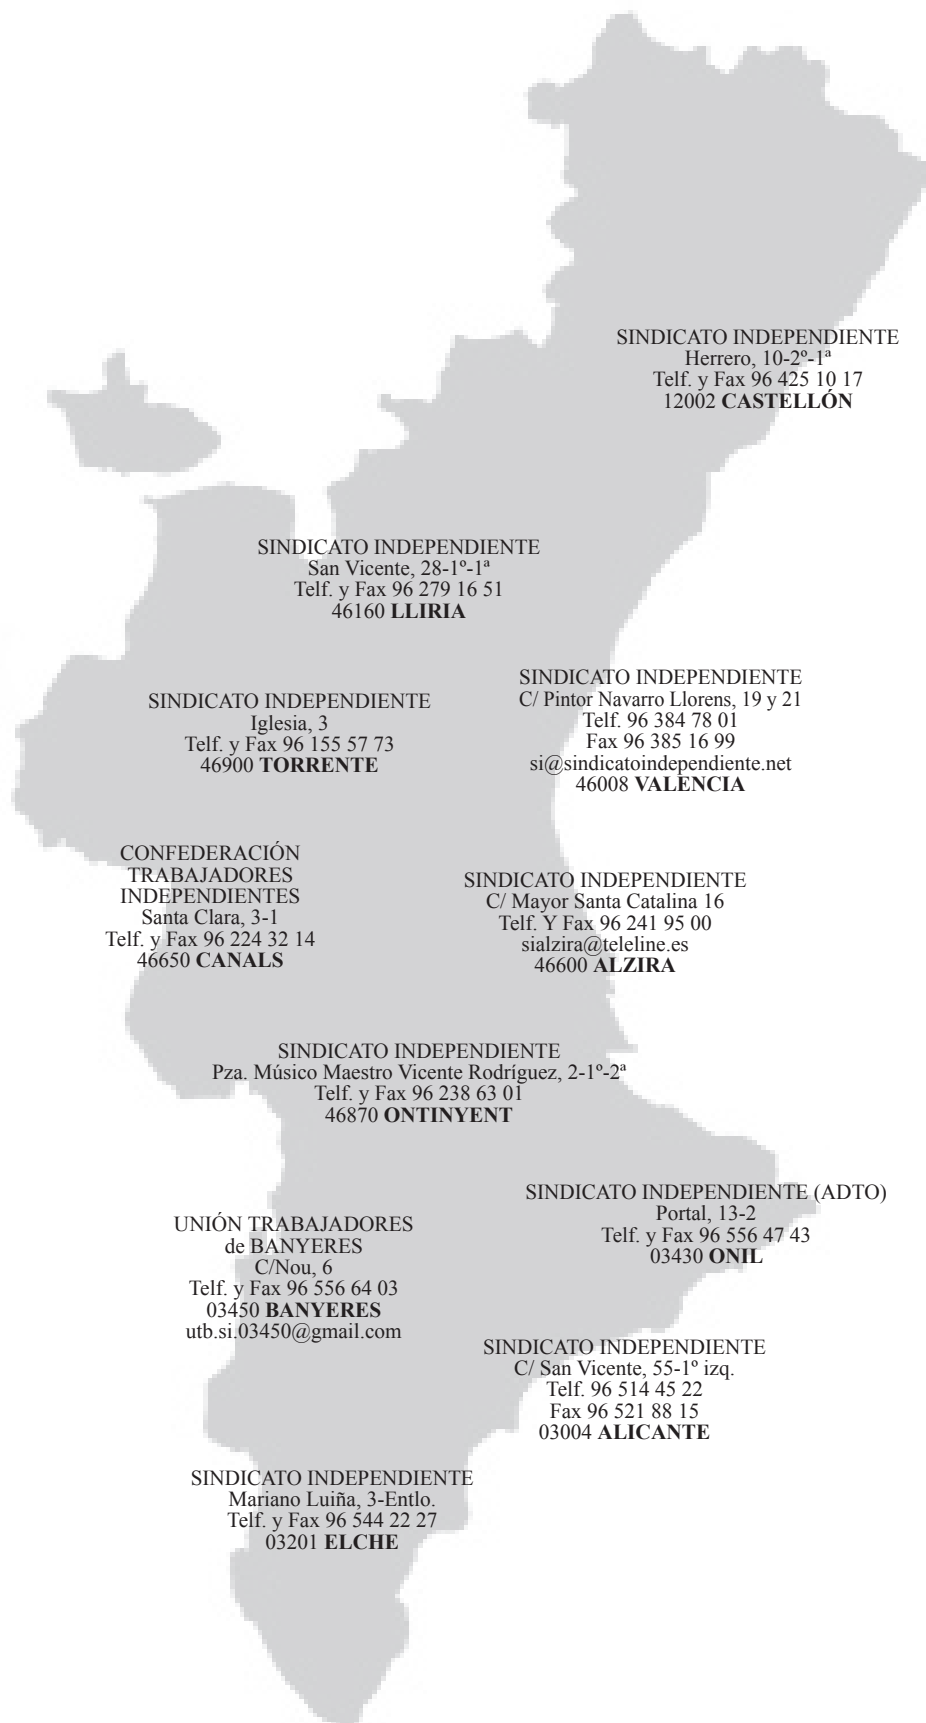 SINDICATO INDEPENDIENTE
Herrero, 10-2º-1ª
Telf. y Fax 96 425 10 17
12002 CASTELLÓN
SINDICATO INDEPENDIENTE
San Vicente, 28-1º-1ª
Telf. y Fax 96 279 16 51
46160 LLIRIA
SINDICATO INDEPENDIENTE
C/ Pintor Navarro Llorens, 19 y 21
Telf. 96 384 78 01
Fax 96 385 16 99
si@sindicatoindependiente.net
46008 VALENCIA
SINDICATO INDEPENDIENTE
Iglesia, 3
Telf. y Fax 96 155 57 73
46900 TORRENTE
CONFEDERACIÓN
TRABAJADORES
INDEPENDIENTES
Santa Clara, 3-1
Telf. y Fax 96 224 32 14
46650 CANALS
SINDICATO INDEPENDIENTE
C/ Mayor Santa Catalina 16
Telf. Y Fax 96 241 95 00
sialzira@teleline.es
46600 ALZIRA
SINDICATO INDEPENDIENTE
Pza. Músico Maestro Vicente Rodríguez, 2-1º-2ª
Telf. y Fax 96 238 63 01
46870 ONTINYENT
SINDICATO INDEPENDIENTE (ADTO)
Portal, 13-2
Telf. y Fax 96 556 47 43
03430 ONIL
UNIÓN TRABAJADORES
de BANYERES
C/Nou, 6
Telf. y Fax 96 556 64 03
03450 BANYERES
utb.si.03450@gmail.com
SINDICATO INDEPENDIENTE
C/ San Vicente, 55-1º izq.
Telf. 96 514 45 22
Fax 96 521 88 15
03004 ALICANTE
SINDICATO INDEPENDIENTE
Mariano Luiña, 3-Entlo.
Telf. y Fax 96 544 22 27
03201 ELCHE